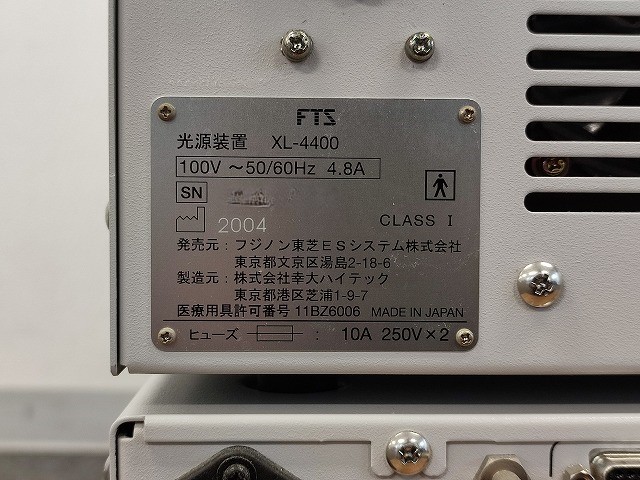 FTS
光源装置 XL-4400
100V ～50/60Hz 4.8A
SN
2004
CLASS I
発売元：フジノン東芝ESシステム株式会社
東京都文京区湯島2-18-6
製造元：株式会社幸大ハイテック
東京都港区芝浦1-9-7
医療用具許可番号 11BZ6006 MADE IN JAPAN
ヒューズ : 10A 250V×2